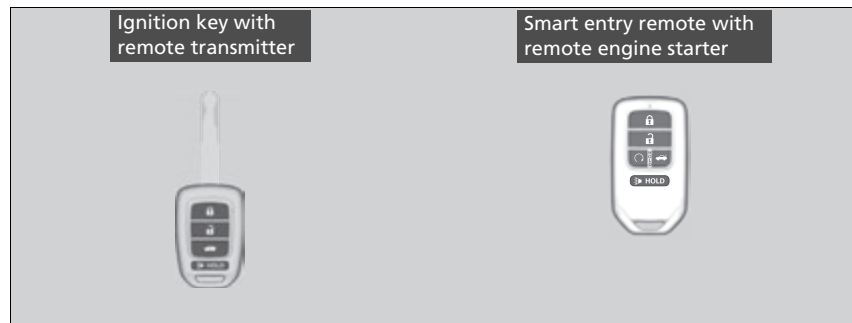 Ignition key with
remote transmitter
Smart entry remote with
remote engine starter
HOLD
HOLD